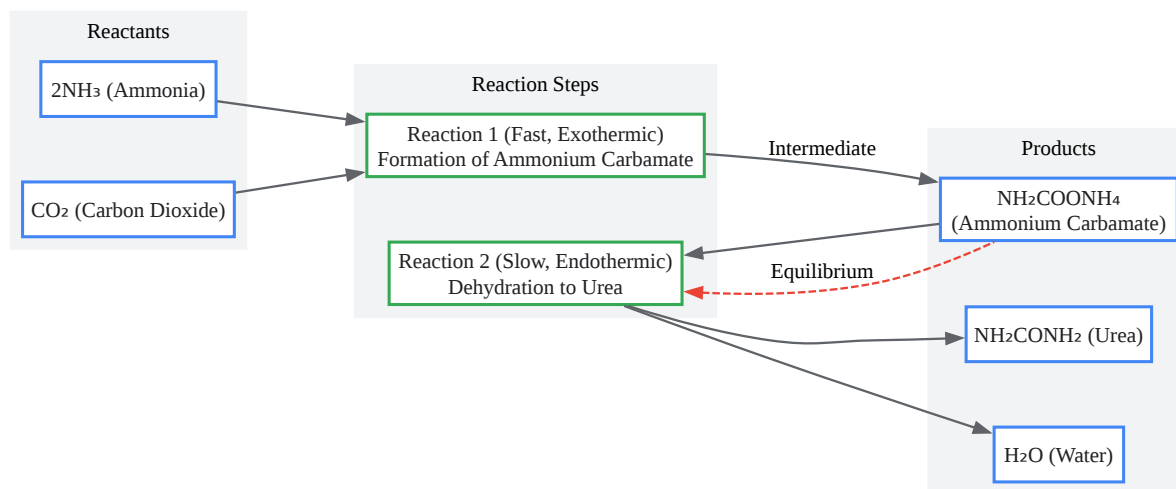 Reactants
2NH₃ (Ammonia)
CO₂ (Carbon Dioxide)
Reaction Steps
Reaction 1 (Fast, Exothermic)
Formation of Ammonium Carbamate
Reaction 2 (Slow, Endothermic)
Dehydration to Urea
Intermediate
Equilibrium
Products
NH₂COONH₄
(Ammonium Carbamate)
NH₂CONH₂ (Urea)
H₂O (Water)